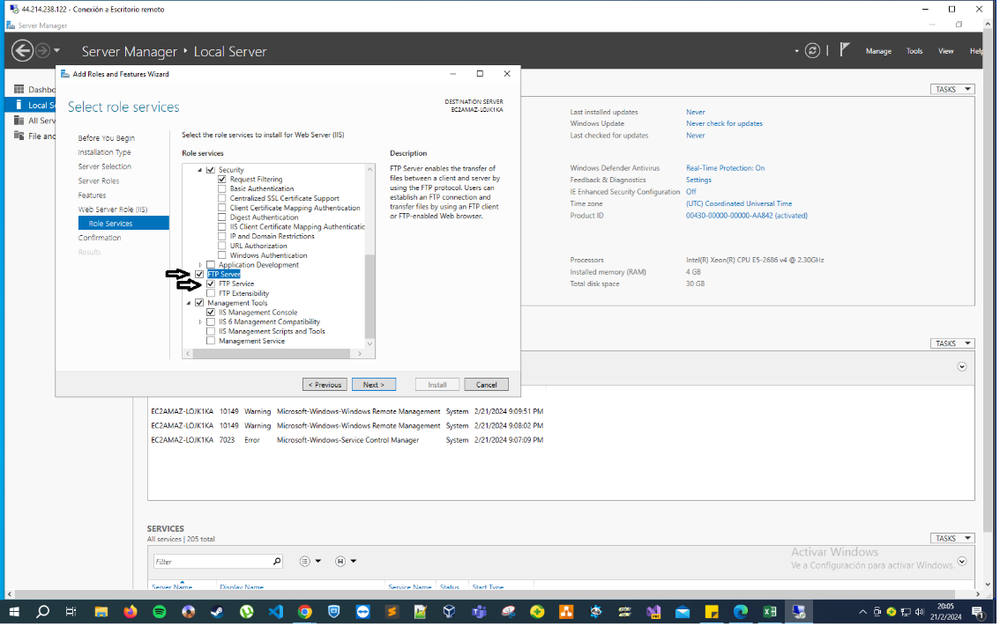 44.214.238.122 - Conexión a Escritorio remoto
Server Manager
Server Manager ‣ Local Server
Manage Tools View Help
Add Roles and Features Wizard
Select role services
DESTINATION SERVER
EC2AMAZ-LOJK1KA
Before You Begin
Installation Type
Server Selection
Server Roles
Features
Web Server Role (IIS)
Role Services
Confirmation
Results
Select the role services to install for Web Server (IIS)
Role services
Security
Request Filtering
Basic Authentication
Centralized SSL Certificate Support
Client Certificate Mapping Authentication
Digest Authentication
IIS Client Certificate Mapping Authenticatic
IP and Domain Restrictions
URL Authorization
Windows Authentication
Application Development
FTP Server
FTP Service
FTP Extensibility
Management Tools
IIS Management Console
IIS 6 Management Compatibility
IIS Management Scripts and Tools
Management Service
Description
FTP Server enables the transfer of
files between a client and server by
using the FTP protocol. Users can
establish an FTP connection and
transfer files by using an FTP client
or FTP-enabled Web browser.
< Previous Next > Install Cancel
Dashbo
Local S
All Serv
File and
TASKS
Last installed updates Never
Windows Update Never check for updates
Last checked for updates Never
Windows Defender Antivirus Real-Time Protection: On
Feedback & Diagnostics Settings
IE Enhanced Security Configuration Off
Time zone (UTC) Coordinated Universal Time
Product ID 00430-00000-00000-AA842 (activated)
Processors Intel(R) Xeon(R) CPU E5-2686 v4 @ 2.30GHz
Installed memory (RAM) 4 GB
Total disk space 30 GB
TASKS
EC2AMAZ-LOJK1KA 10149 Warning Microsoft-Windows-Windows Remote Management System 2/21/2024 9:09:51 PM
EC2AMAZ-LOJK1KA 10149 Warning Microsoft-Windows-Windows Remote Management System 2/21/2024 9:08:02 PM
EC2AMAZ-LOJK1KA 7023 Error Microsoft-Windows-Service Control Manager System 2/21/2024 9:07:09 PM
SERVICES
All services | 205 total
TASKS
Filter
Activar Windows
Ve a Configuración para activar Windows.
Server Name Display Name Service Name Status Start Type
20:05
21/2/2024
1